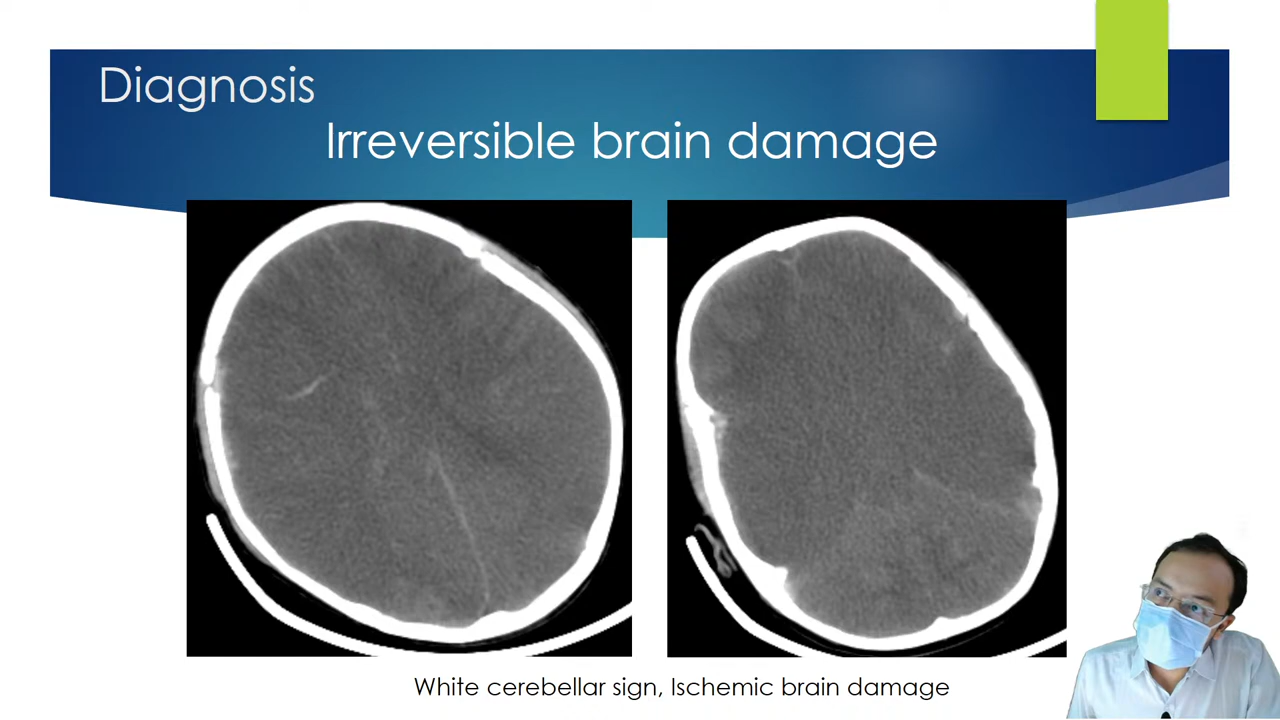 Diagnosis
Irreversible brain damage
White cerebellar sign, Ischemic brain damage